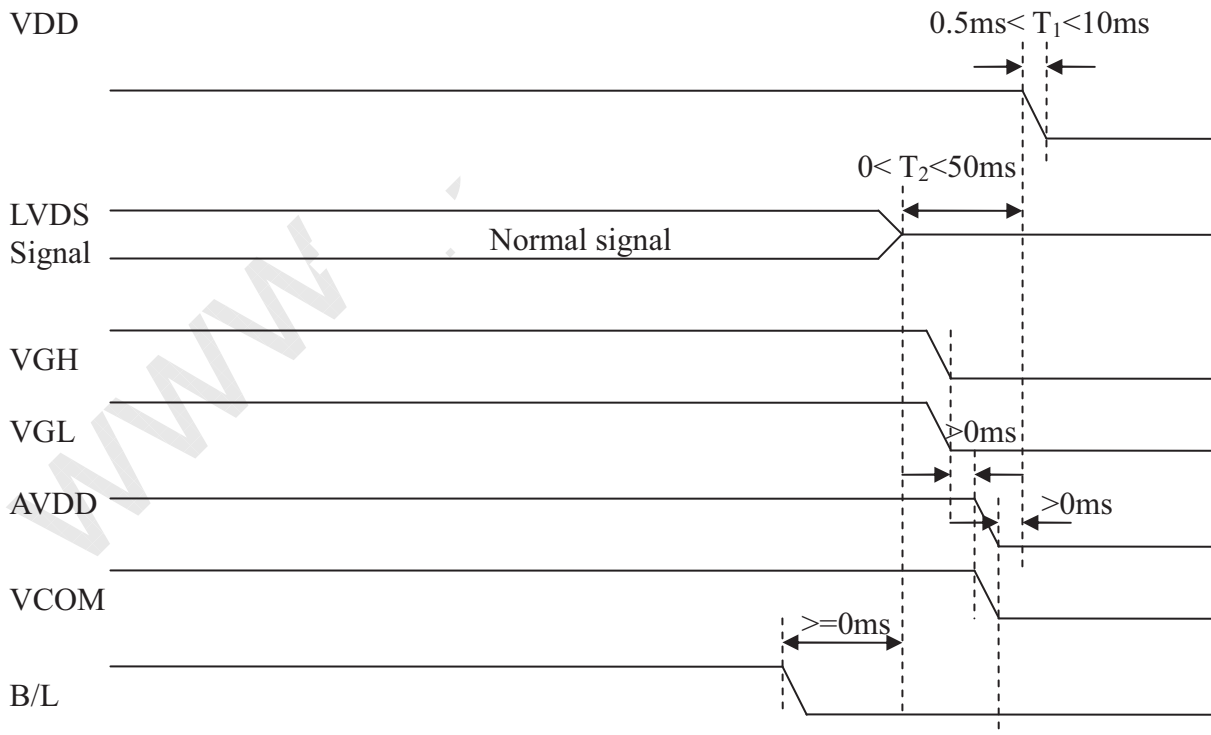 VDD
0.5ms< T₁<10ms
0< T₂<50ms
LVDS
Signal
Normal signal
VGH
VGL
>0ms
AVDD
>0ms
VCOM
>=0ms
B/L
www